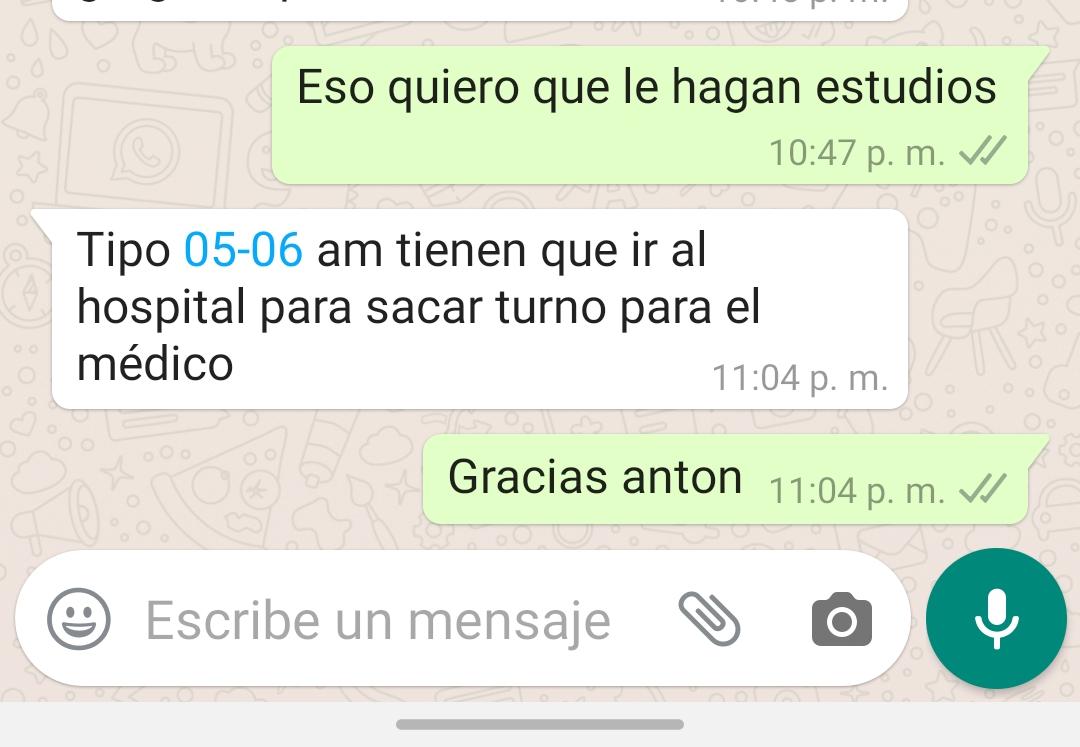 Eso quiero que le hagan estudios
10:47 p. m.
Tipo 05-06 am tienen que ir al
hospital para sacar turno para el
médico
11:04 p. m.
Gracias anton 11:04 p. m.
Escribe un mensaje